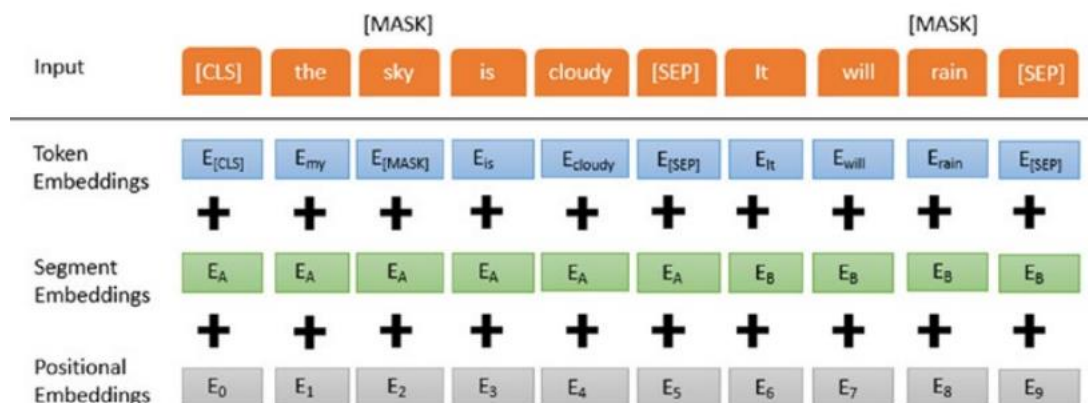 [MASK] [MASK]
Input [CLS] the sky is cloudy [SEP] It will rain [SEP]
Token Embeddings E[CLS] Emy E[MASK] Eis Ecloudy E[SEP] EIt Ewill Erain E[SEP]
+ + + + + + + + + +
Segment Embeddings EA EA EA EA EA EA EB EB EB EB
+ + + + + + + + + +
Positional Embeddings E0 E1 E2 E3 E4 E5 E6 E7 E8 E9